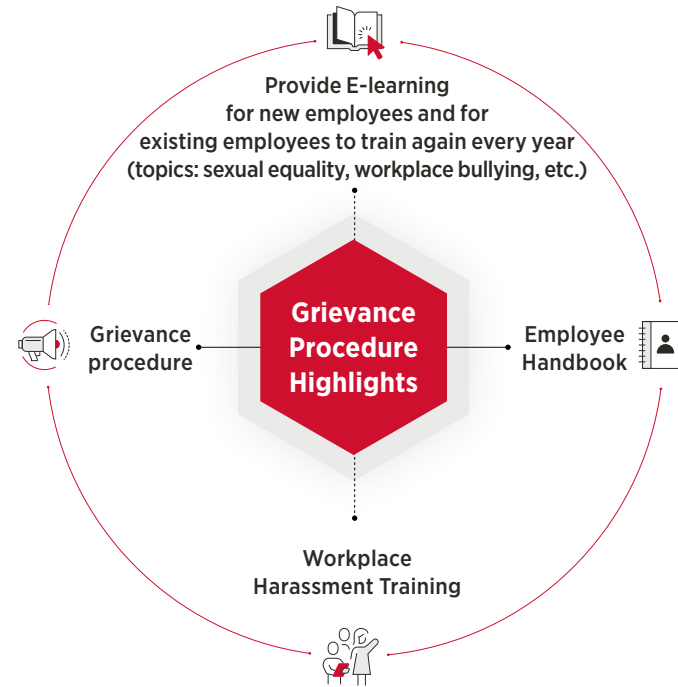 Provide E-learning
for new employees and for
existing employees to train again every year
(topics: sexual equality, workplace bullying, etc.)
Grievance
procedure
Grievance
Procedure
Highlights
Employee
Handbook
Workplace
Harassment Training